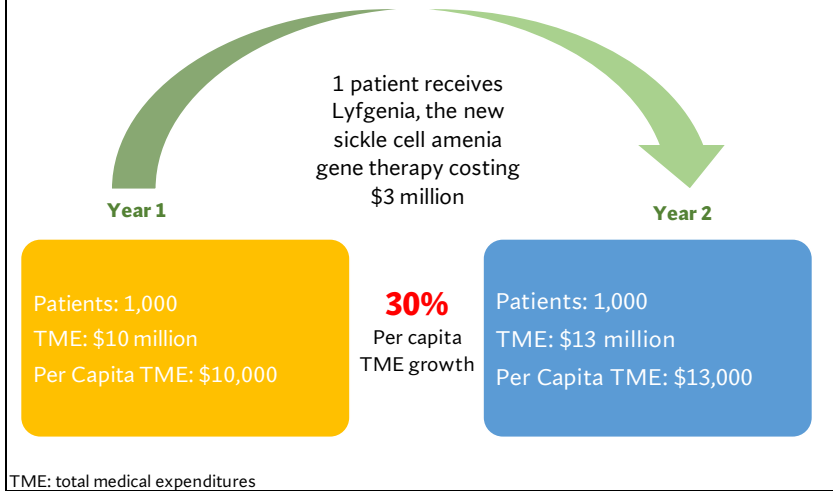 1 patient receives
Lyfgenia, the new
sickle cell amenia
gene therapy costing
$3 million
Year 1
Year 2
Patients: 1,000
TME: $10 million
Per Capita TME: $10,000
30%
Per capita
TME growth
Patients: 1,000
TME: $13 million
Per Capita TME: $13,000
TME: total medical expenditures